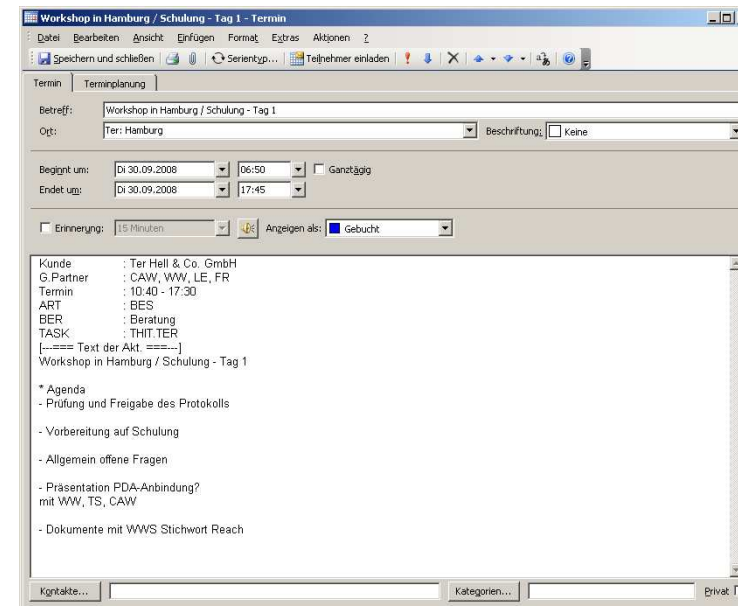 Workshop in Hamburg / Schulung - Tag 1 - Termin
Datei Bearbeiten Ansicht Einfügen Format Extras Aktionen ?
Speichern und schließen Serientyp... Teilnehmer einladen
Termin Terminplanung
Betreff: Workshop in Hamburg / Schulung - Tag 1
Ort: Ter: Hamburg Beschriftung: Keine
Beginnt um: Di 30.09.2008 06:50 Ganztägig
Endet um: Di 30.09.2008 17:45
Erinnerung: 15 Minuten Anzeigen als: Gebucht
Kunde : Ter Hell & Co. GmbH
G.Partner : CAW, WW, LE, FR
Termin : 10:40 - 17:30
ART : BES
BER : Beratung
TASK : THIT.TER
[---=== Text der Akt. ===---]
Workshop in Hamburg / Schulung - Tag 1
* Agenda
- Prüfung und Freigabe des Protokolls
- Vorbereitung auf Schulung
- Allgemein offene Fragen
- Präsentation PDA-Anbindung?
mit WW, TS, CAW
- Dokumente mit WWS Stichwort Reach
Kontakte... Kategorien... Privat